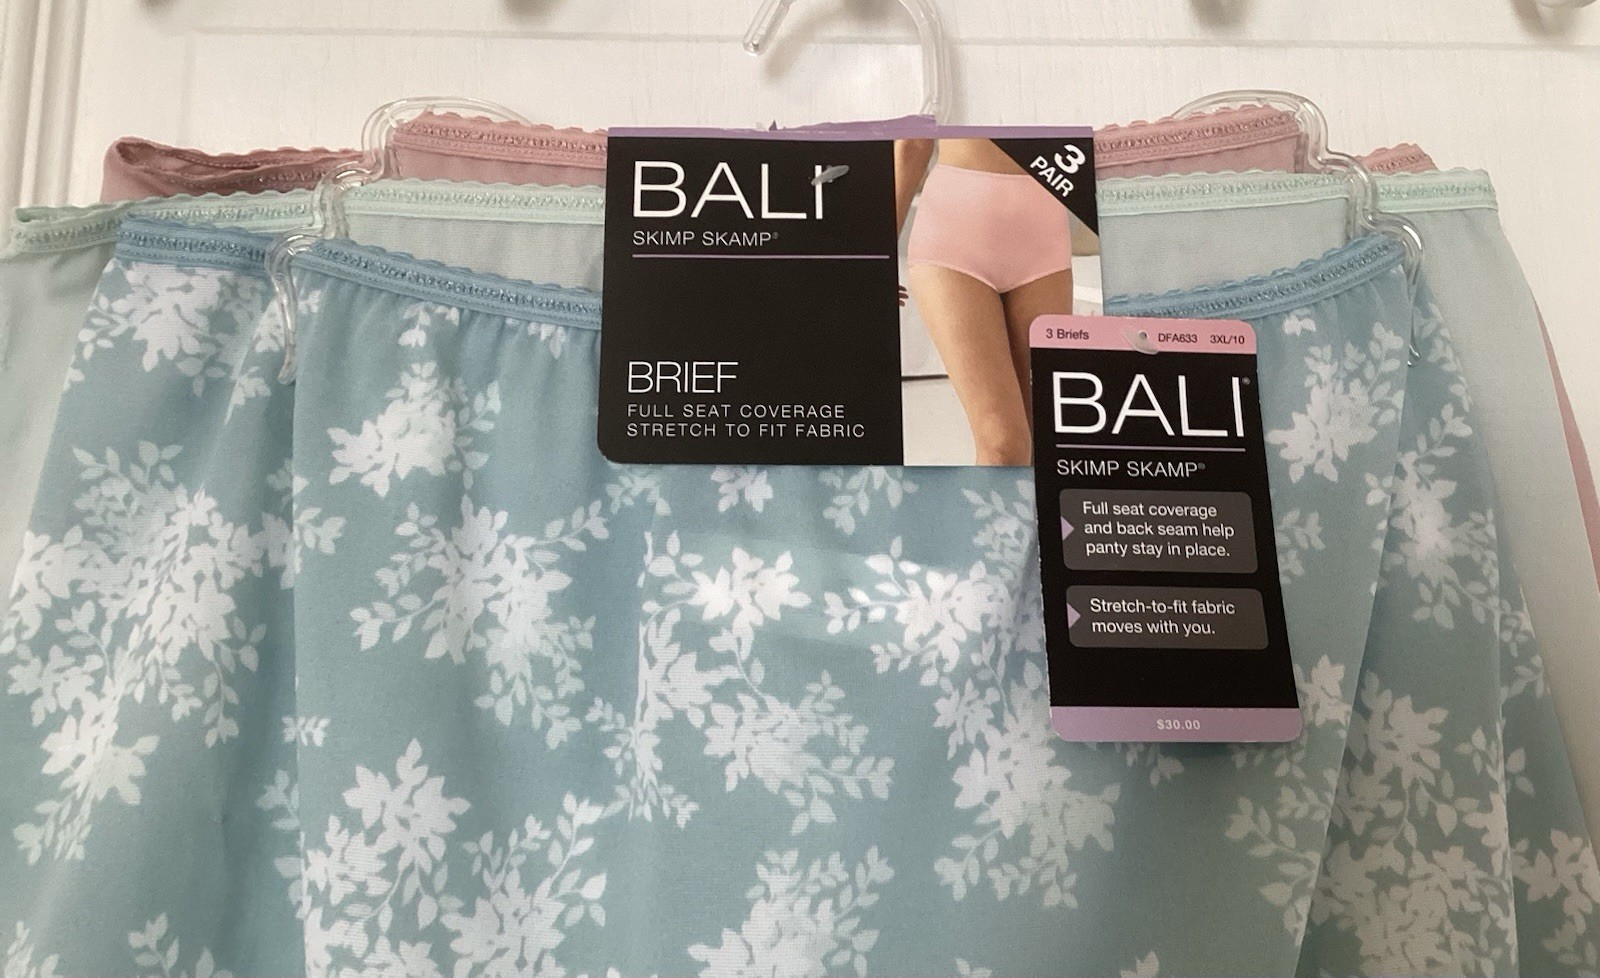 BALI
SKIMP SKAMP®
BRIEF
FULL SEAT COVERAGE
STRETCH TO FIT FABRIC
3
PAIR
3 Briefs DFA633 3XL/10
BALI®
SKIMP SKAMP®
Full seat coverage
and back seam help
panty stay in place.
Stretch-to-fit fabric
moves with you.
$30.00